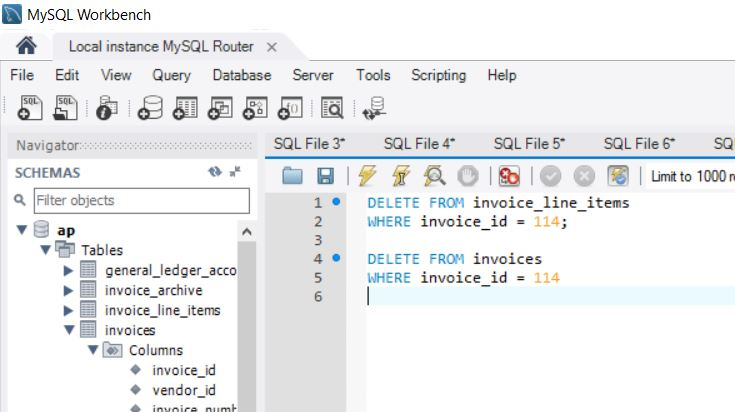 MySQL Workbench
Local instance MySQL Router
File Edit View Query Database Server Tools Scripting Help
Navigator
SCHEMAS
Filter objects
ap
Tables
general_ledger_acco
invoice_archive
invoice_line_items
invoices
Columns
invoice_id
vendor_id
invoice_numb
SQL File 3* SQL File 4* SQL File 5* SQL File 6* SQ
Limit to 1000 r
1 DELETE FROM invoice_line_items
2 WHERE invoice_id = 114;
3
4 DELETE FROM invoices
5 WHERE invoice_id = 114
6